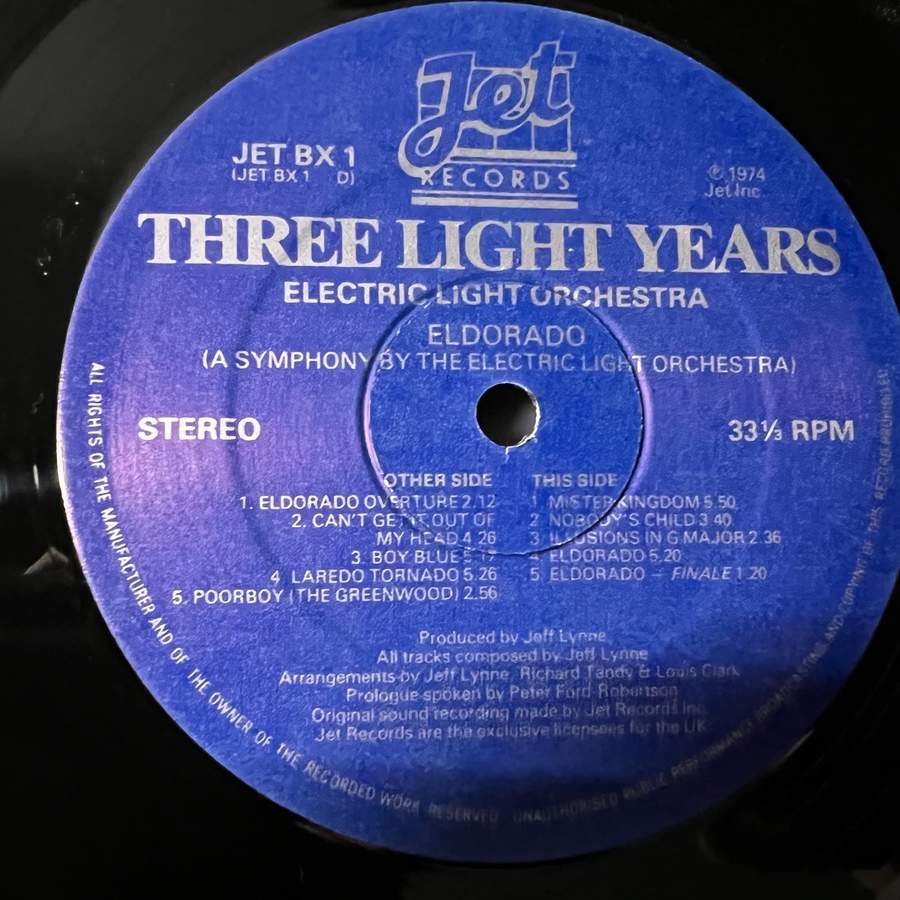 Jet
RECORDS
JET BX 1
(JET BX 1 D)
℗ 1974
Jet Inc
THREE LIGHT YEARS
ELECTRIC LIGHT ORCHESTRA
ELDORADO
(A SYMPHONY BY THE ELECTRIC LIGHT ORCHESTRA)
STEREO
33⅓ RPM
OTHER SIDE
1. ELDORADO OVERTURE 2.12
2. CAN'T GET IT OUT OF
MY HEAD 4 26
3. BOY BLUE
4 LAREDO TORNADO 5.26
5. POORBOY (THE GREENWOOD) 2.56
THIS SIDE
1 MISTER KINGDOM 5.50
2 NOBODY'S CHILD 3 40
3. ILLUSIONS IN G MAJOR 2.36
ELDORADO 5.20
5. ELDORADO – FINALE 1 20
Produced by Jeff Lynne
All tracks composed by Jeff Lynne
Arrangements by Jeff Lynne, Richard Tandy & Louis Clark
Prologue spoken by Peter Ford-Robinson
Original sound recording made by Jet Records Inc.
Jet Records are the exclusive licensees for the UK
ALL RIGHTS OF THE MANUFACTURER AND OF THE OWNER OF THE RECORDED WORK RESERVED UNAUTHORISED PUBLIC PERFORMANCE BROADCASTING AND COPYING OF THIS RECORD PROHIBITED